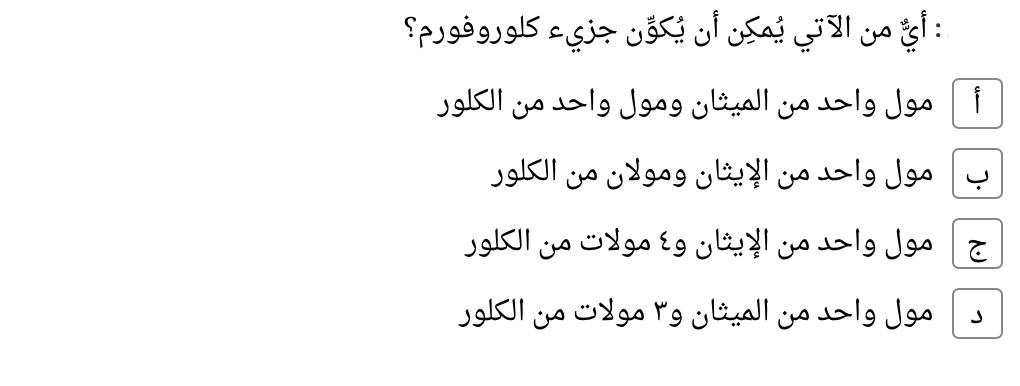 : أيٌّ من الآتي يُمكِن أن يُكوِّن جزيء كلوروفورم؟
أ مول واحد من الميثان ومول واحد من الكلور
ب مول واحد من الإيثان ومولان من الكلور
ج مول واحد من الإيثان و٤ مولات من الكلور
د مول واحد من الميثان و٣ مولات من الكلور